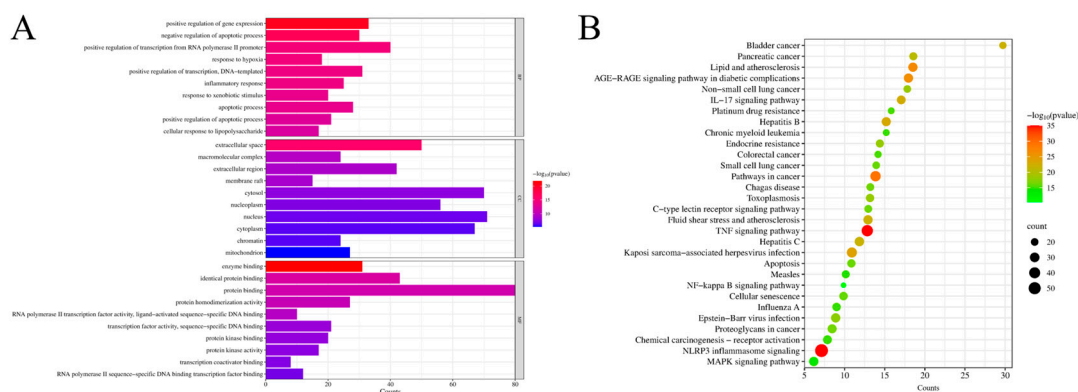 A
positive regulation of gene expression
negative regulation of apoptotic process
positive regulation of transcription from RNA polymerase II promoter
response to hypoxia
positive regulation of transcription, DNA-templated
inflammatory response
response to xenobiotic stimulus
apoptotic process
positive regulation of apoptotic process
cellular response to lipopolysaccharide
BP
extracellular space
macromolecular complex
extracellular region
membrane raft
cytosol
nucleoplasm
nucleus
cytoplasm
chromatin
mitochondrion
CC
enzyme binding
identical protein binding
protein binding
protein homodimerization activity
RNA polymerase II transcription factor activity, ligand-activated sequence-specific DNA binding
transcription factor activity, sequence-specific DNA binding
protein kinase binding
protein kinase activity
transcription coactivator binding
RNA polymerase II sequence-specific DNA binding transcription factor binding
MF
0 20 40 60 80
Counts
−log10(pvalue)
20
15
10
B
Bladder cancer
Pancreatic cancer
Lipid and atherosclerosis
AGE-RAGE signaling pathway in diabetic complications
Non-small cell lung cancer
IL-17 signaling pathway
Platinum drug resistance
Hepatitis B
Chronic myeloid leukemia
Endocrine resistance
Colorectal cancer
Small cell lung cancer
Pathways in cancer
Chagas disease
Toxoplasmosis
C-type lectin receptor signaling pathway
Fluid shear stress and atherosclerosis
TNF signaling pathway
Hepatitis C
Kaposi sarcoma-associated herpesvirus infection
Apoptosis
Measles
NF-kappa B signaling pathway
Cellular senescence
Influenza A
Epstein-Barr virus infection
Proteoglycans in cancer
Chemical carcinogenesis - receptor activation
NLRP3 inflammasome signaling
MAPK signaling pathway
5 10 15 20 25 30
Counts
−log10(pvalue)
35
30
25
20
15
count
20
30
40
50